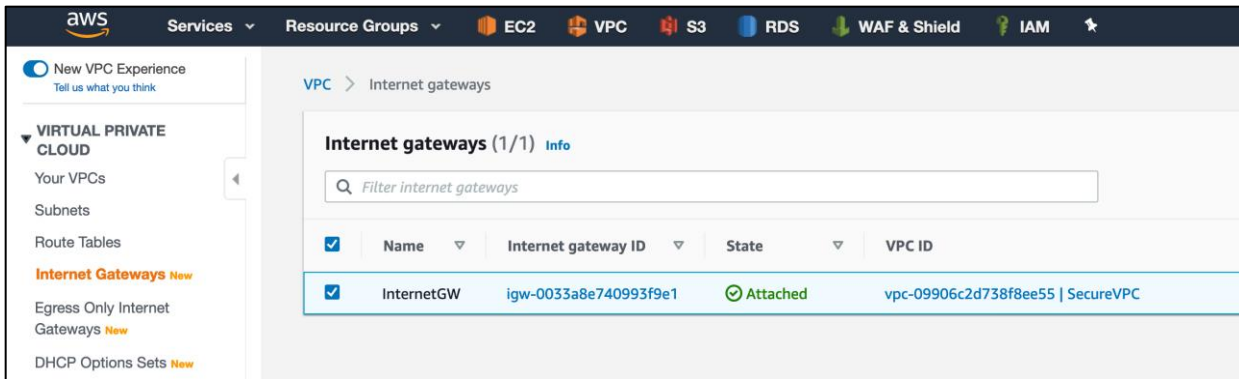 aws Services Resource Groups EC2 VPC S3 RDS WAF & Shield IAM
New VPC Experience
Tell us what you think
VIRTUAL PRIVATE
CLOUD
Your VPCs
Subnets
Route Tables
Internet Gateways New
Egress Only Internet
Gateways New
DHCP Options Sets New
VPC > Internet gateways
Internet gateways (1/1) Info
Filter internet gateways
Name Internet gateway ID State VPC ID
InternetGW igw-0033a8e740993f9e1 Attached vpc-09906c2d738f8ee55 | SecureVPC